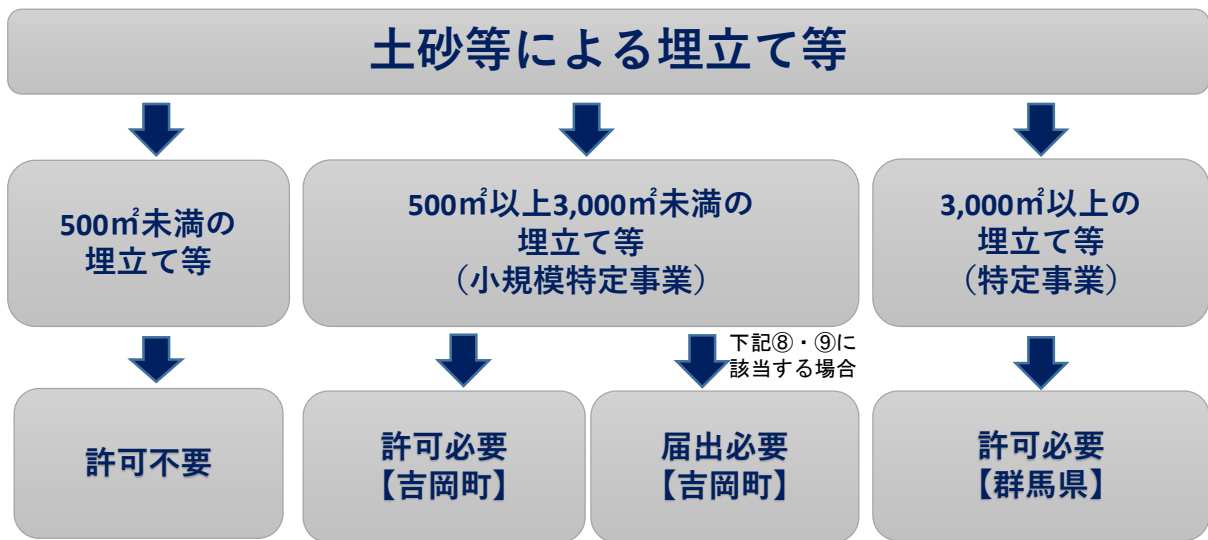 土砂等による埋立て等
500㎡未満の
埋立て等
500㎡以上3,000㎡未満の
埋立て等
（小規模特定事業）
3,000㎡以上の
埋立て等
（特定事業）
下記⑧・⑨に
該当する場合
許可不要
許可必要
【吉岡町】
届出必要
【吉岡町】
許可必要
【群馬県】